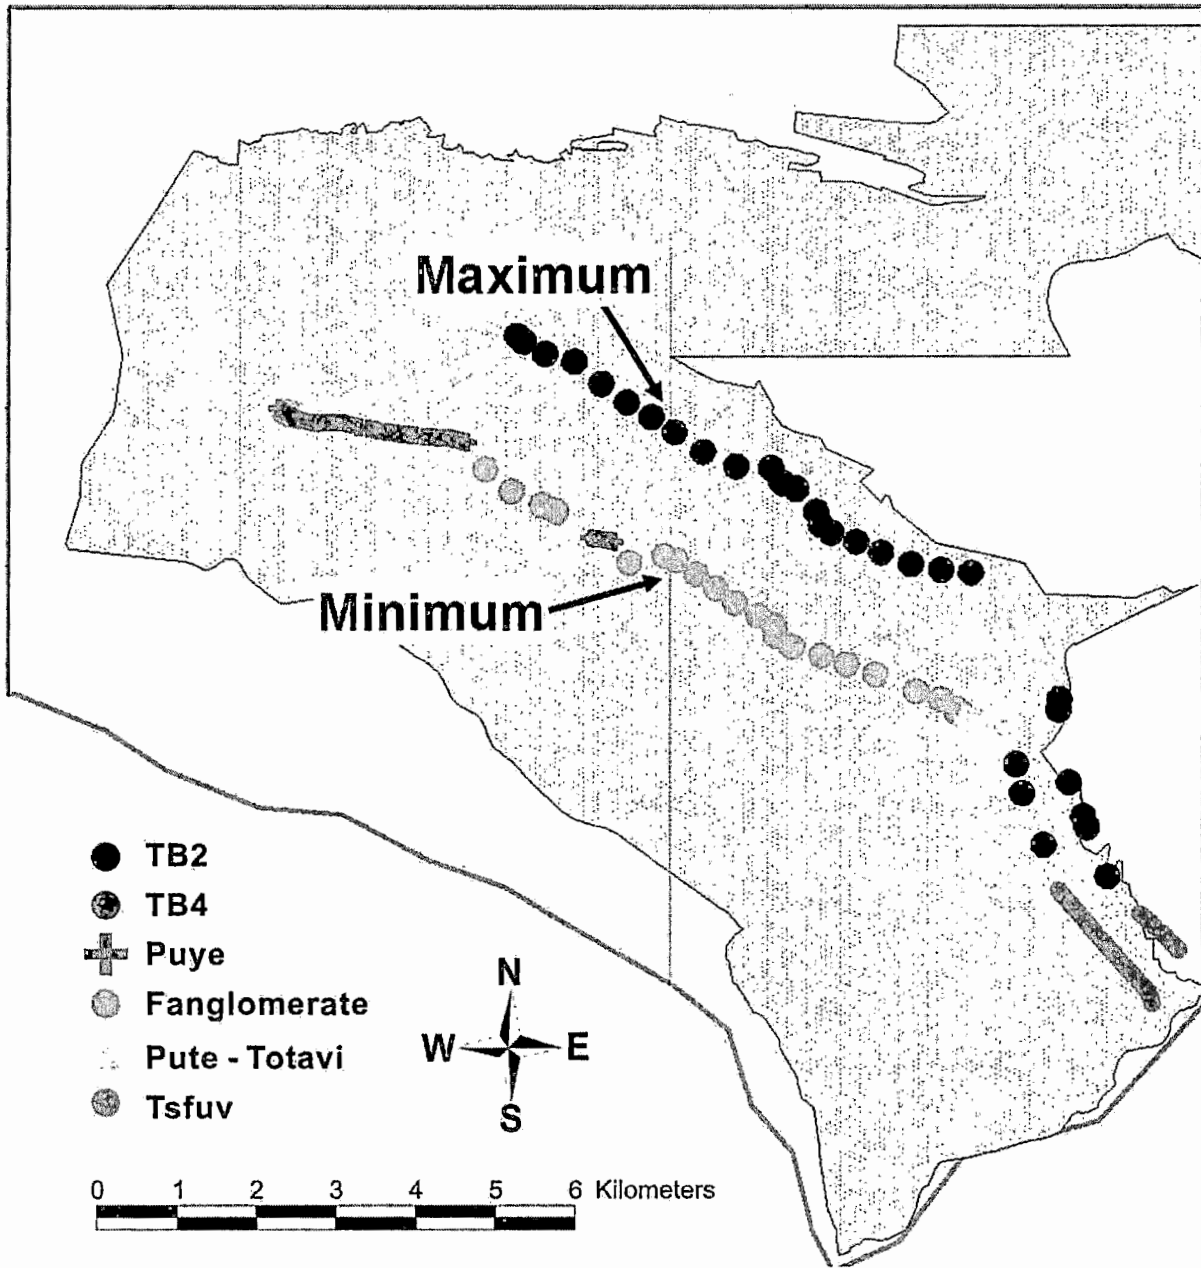 Maximum
Minimum
TB2
TB4
Puye
Fanglomerate
Pute - Totavi
Tsfuv
N
W E
S
0 1 2 3 4 5 6 Kilometers